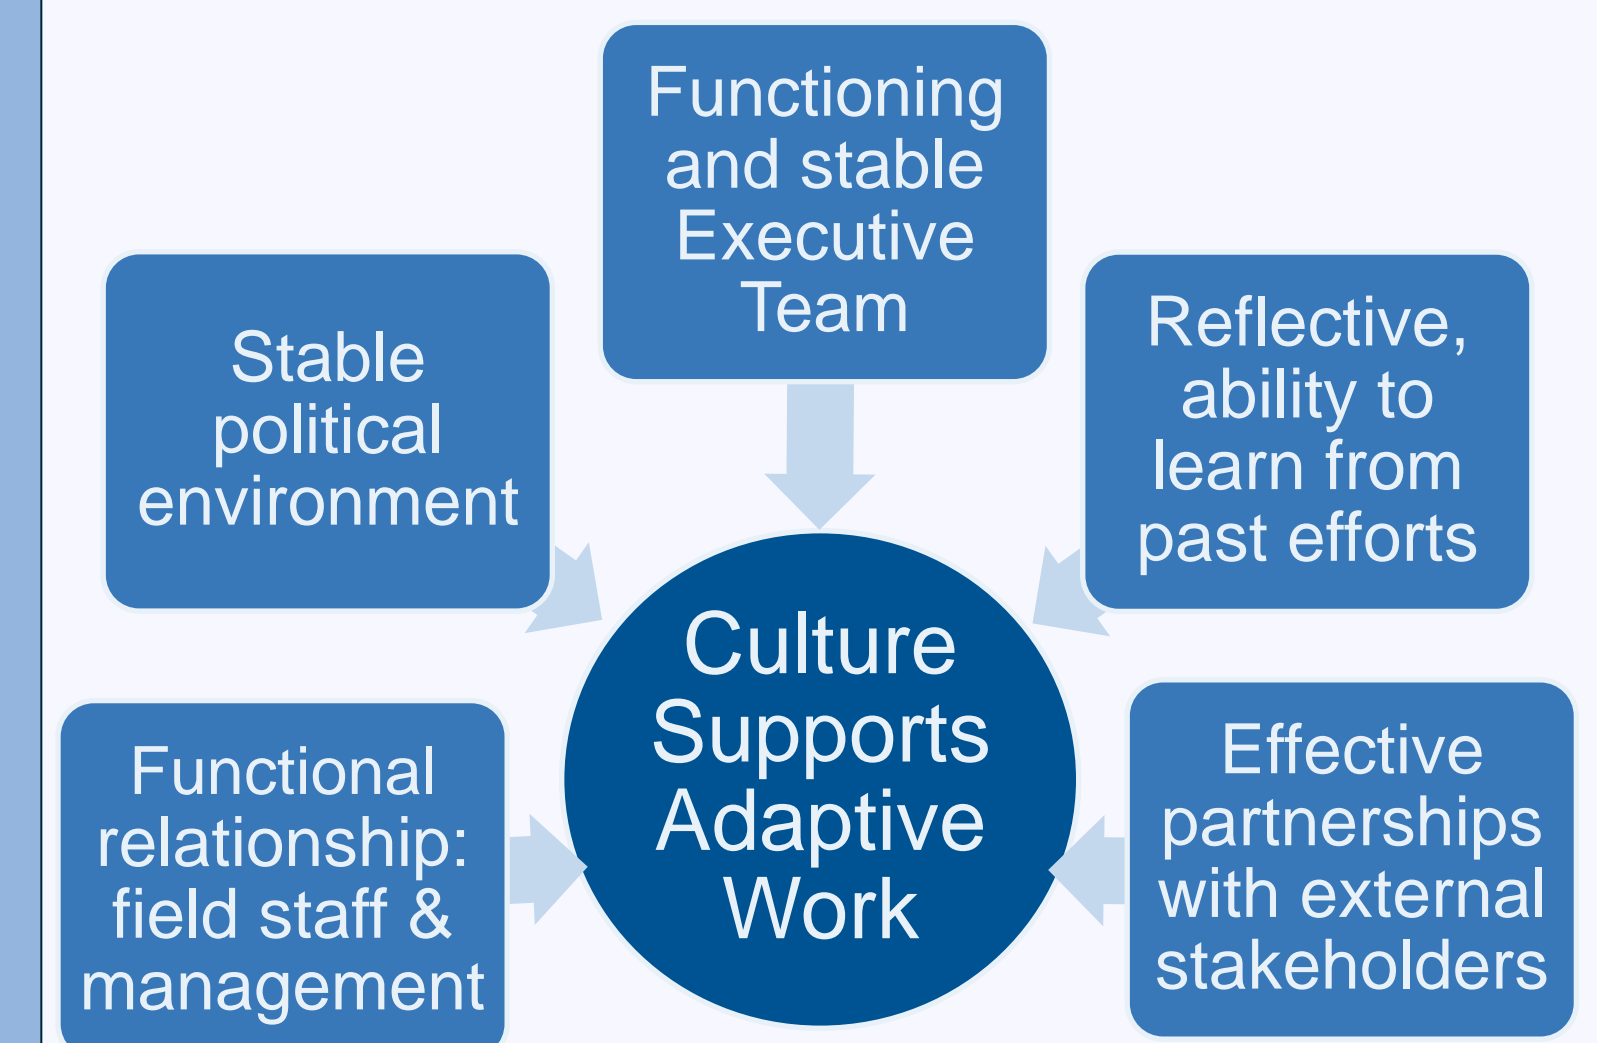 Functioning
and stable
Executive
Team
Stable
political
environment
Reflective,
ability to
learn from
past efforts
Culture
Supports
Adaptive
Work
Functional
relationship:
field staff &
management
Effective
partnerships
with external
stakeholders